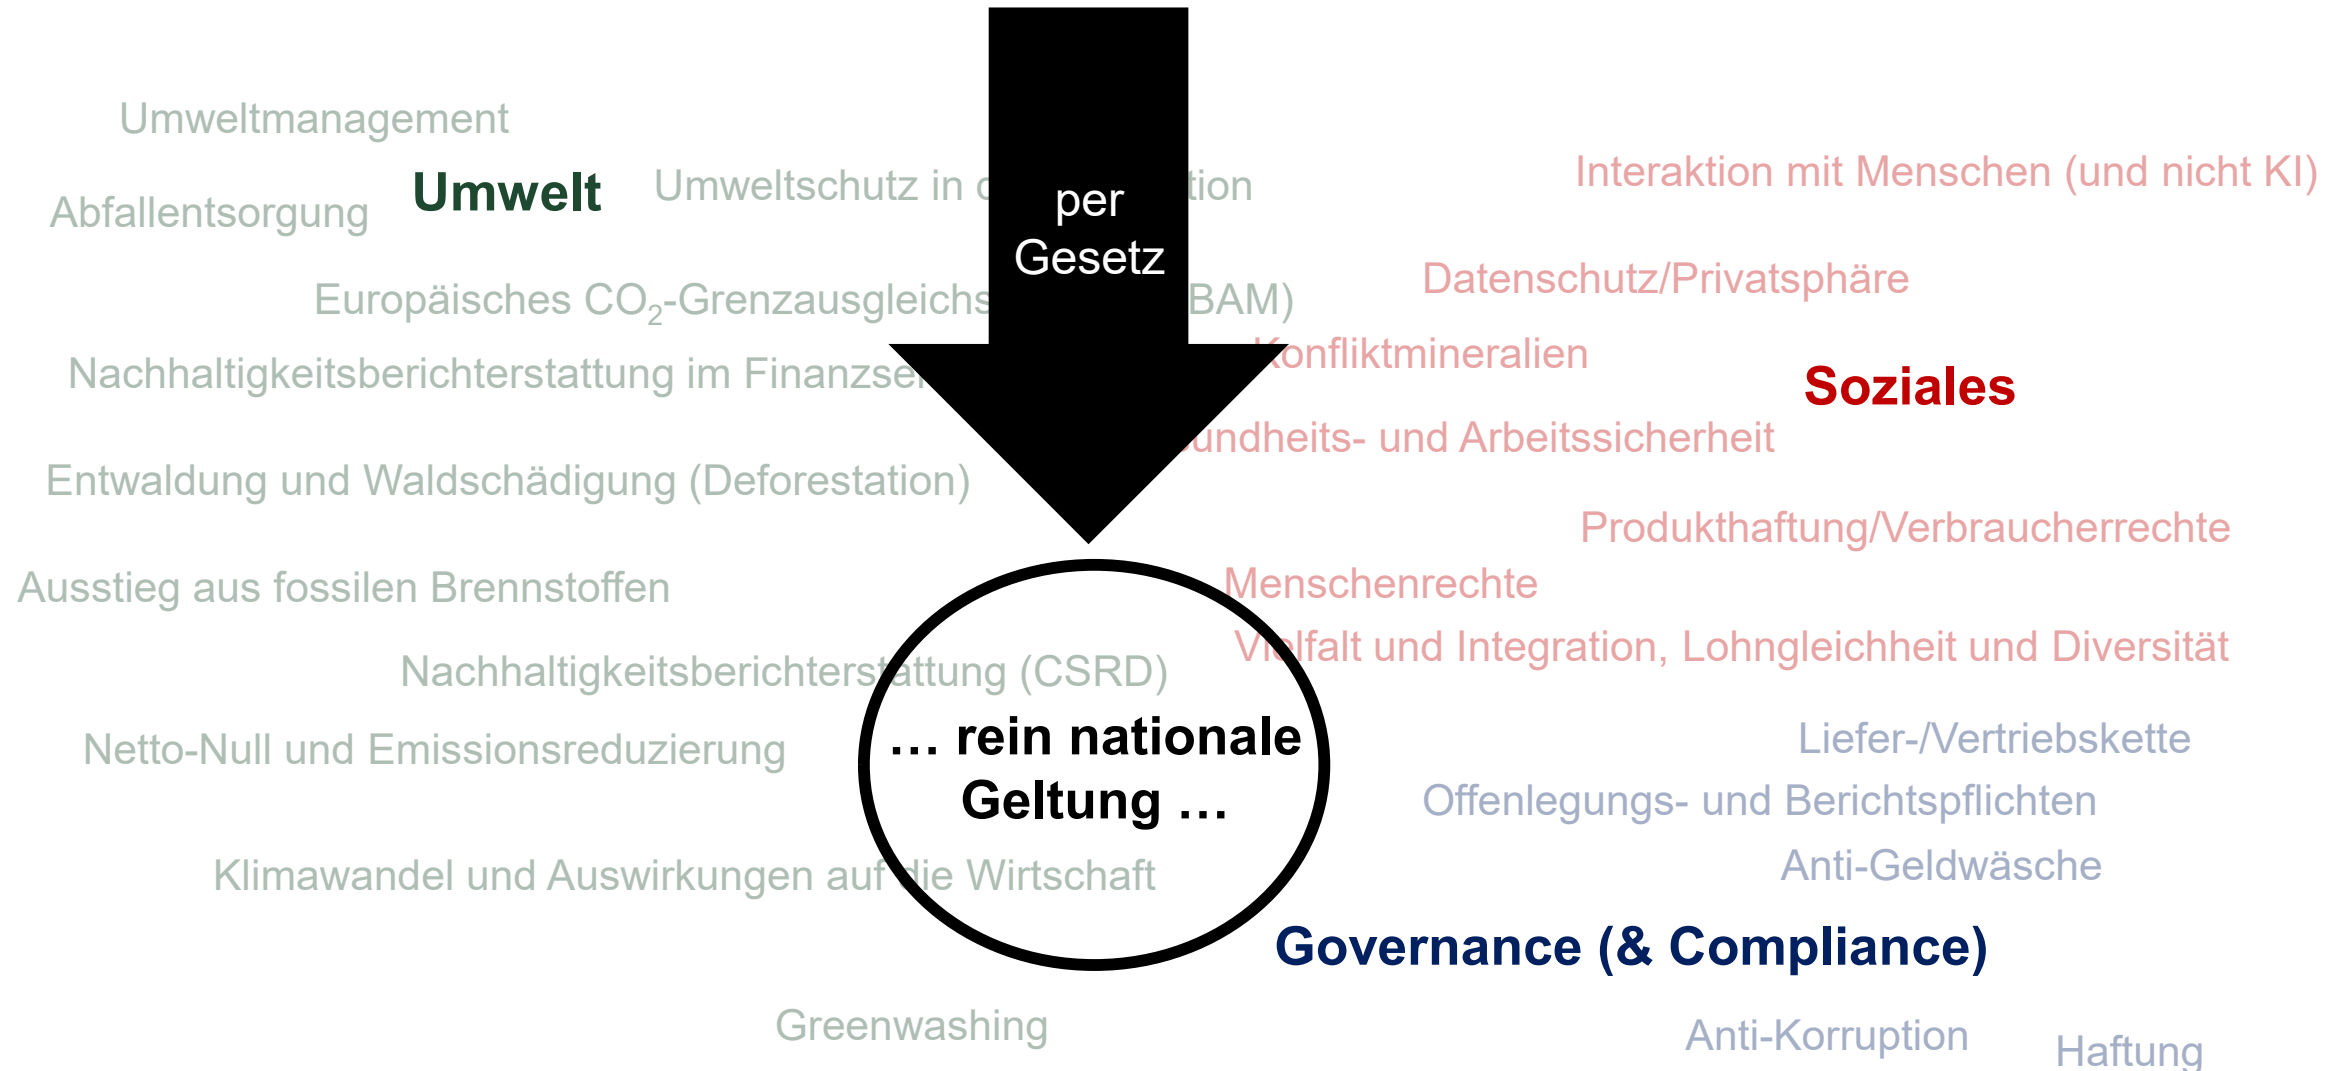 Umweltmanagement
Umwelt
Umweltschutz in
Interaktion mit Menschen (und nicht KI)
Abfallentsorgung
per
Gesetz
Datenschutz/Privatsphäre
Europäisches CO₂-Grenzausgleichs BAM)
Konfliktmineralien
Nachhaltigkeitsberichterstattung im
Soziales
und Arbeitssicherheit
Entwaldung und Waldschädigung (Deforestation)
Produkthaftung/Verbraucherrechte
Ausstieg aus fossilen Brennstoffen
Menschenrechte
Vielfalt und Integration, Lohngleichheit und Diversität
Nachhaltigkeitsberichterstattung (CSRD)
… rein nationale
Geltung …
Netto-Null und Emissionsreduzierung
Liefer-/Vertriebskette
Offenlegungs- und Berichtspflichten
Klimawandel und Auswirkungen auf die Wirtschaft
Anti-Geldwäsche
Governance (& Compliance)
Greenwashing
Anti-Korruption
Haftung